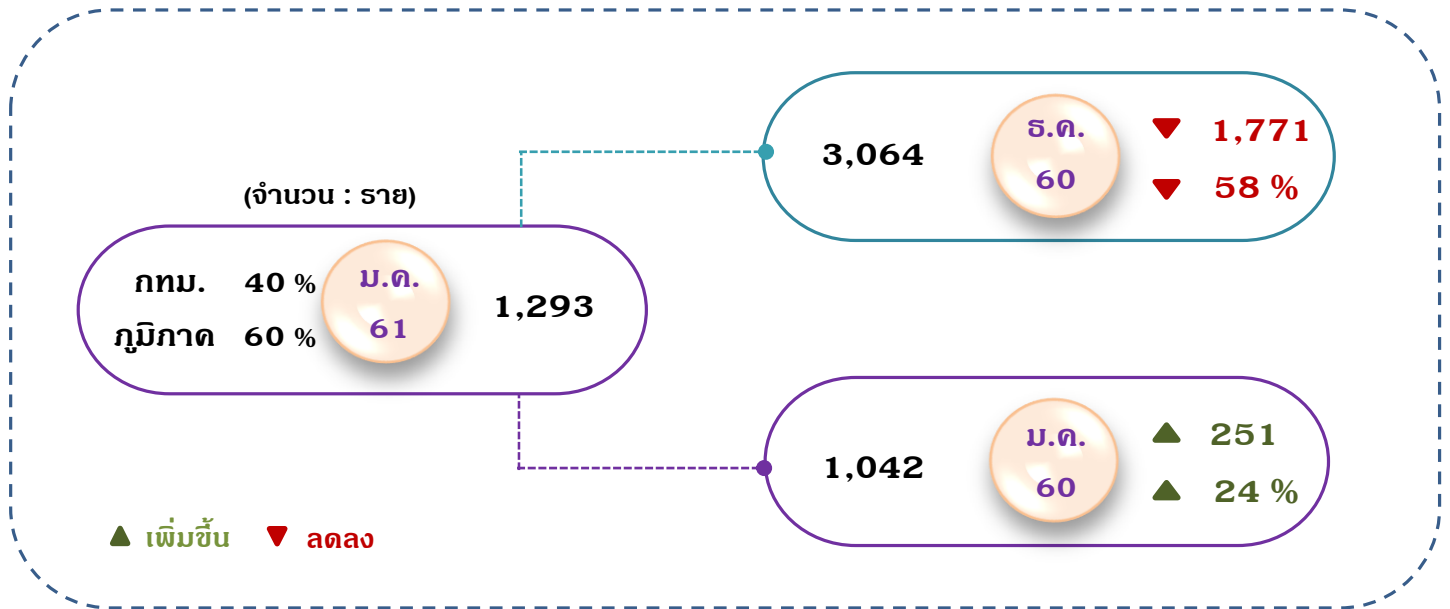 (จำนวน : ราย)
กทม. 40 %
ภูมิภาค 60 %
ม.ค.
61
1,293
3,064
ธ.ค.
60
▼ 1,771
▼ 58 %
1,042
ม.ค.
60
▲ 251
▲ 24 %
▲ เพิ่มขึ้น ▼ ลดลง